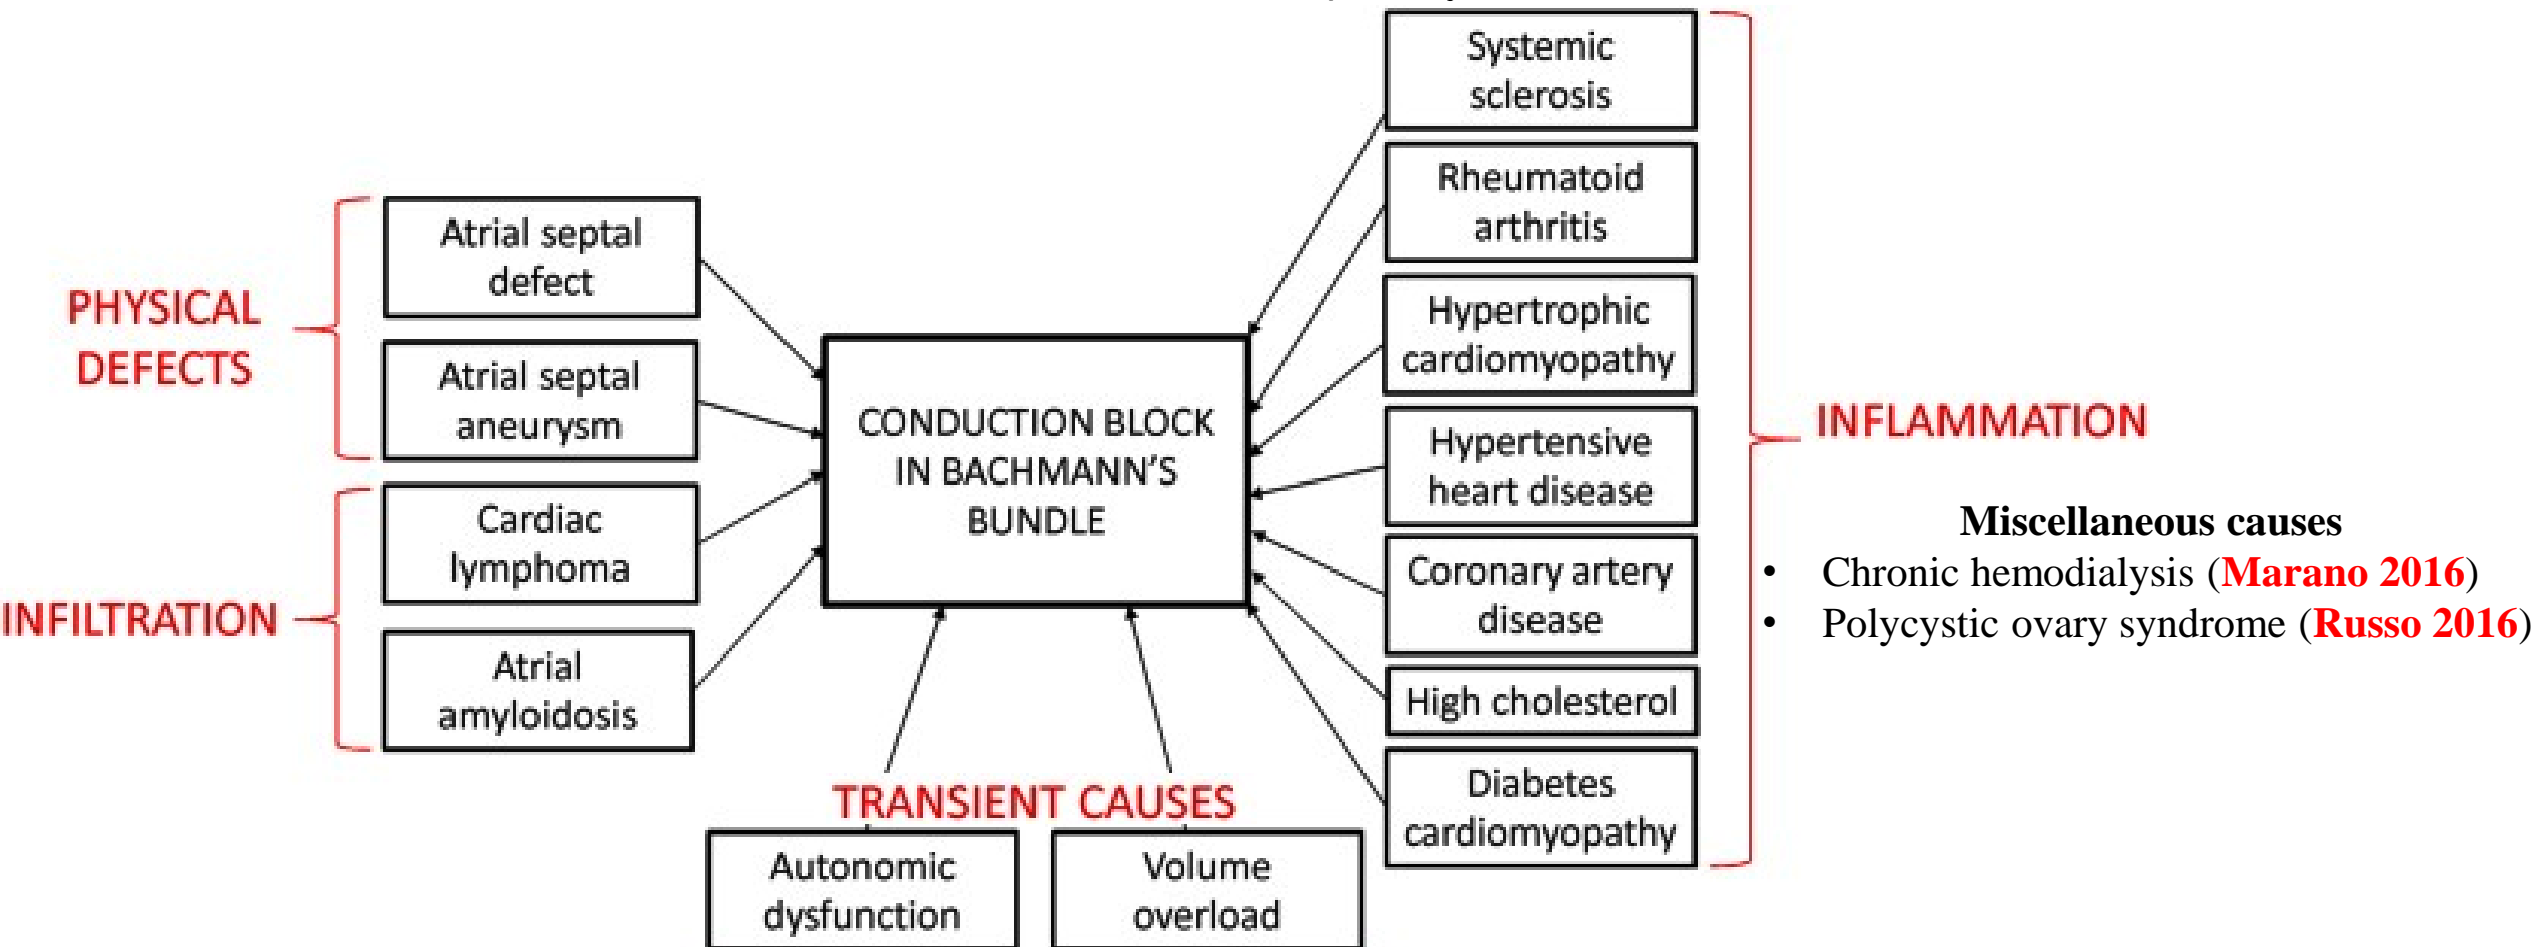 PHYSICAL
DEFECTS
Atrial septal
defect
Atrial septal
aneurysm
INFILTRATION
Cardiac
lymphoma
Atrial
amyloidosis
CONDUCTION BLOCK
IN BACHMANN'S
BUNDLE
TRANSIENT CAUSES
Autonomic
dysfunction
Volume
overload
Systemic
sclerosis
Rheumatoid
arthritis
Hypertrophic
cardiomyopathy
Hypertensive
heart disease
Coronary artery
disease
High cholesterol
Diabetes
cardiomyopathy
INFLAMMATION
Miscellaneous causes
• Chronic hemodialysis (Marano 2016)
• Polycystic ovary syndrome (Russo 2016)